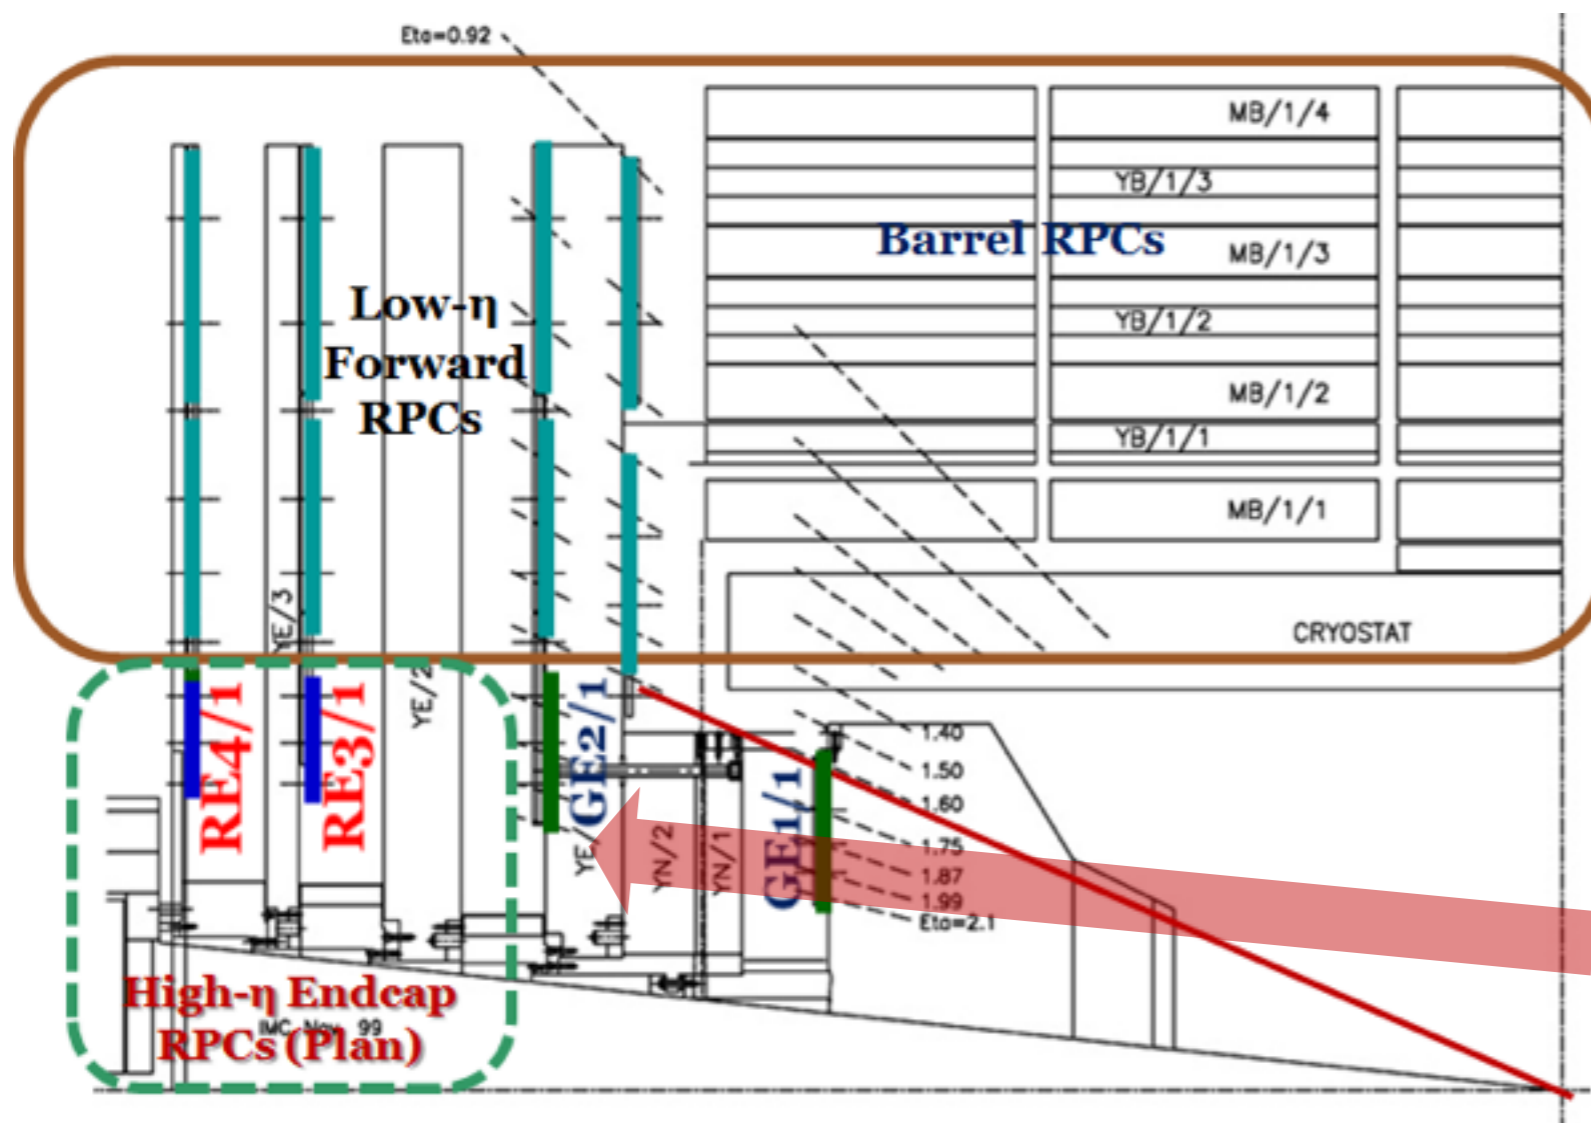 Eta=0.92
MB/1/4
YB/1/3
Barrel RPCs
MB/1/3
Low-η
Forward
RPCs
YB/1/2
MB/1/2
YB/1/1
MB/1/1
YE/3
CRYOSTAT
RE4/1
RE3/1
YE/2
GE2/1
1.40
1.50
1.60
1.75
1.87
1.99
Eta=2.1
YE/
YN/2
YN/1
GE1/1
High-η Endcap
IMC Nov. 99
RPCs (Plan)